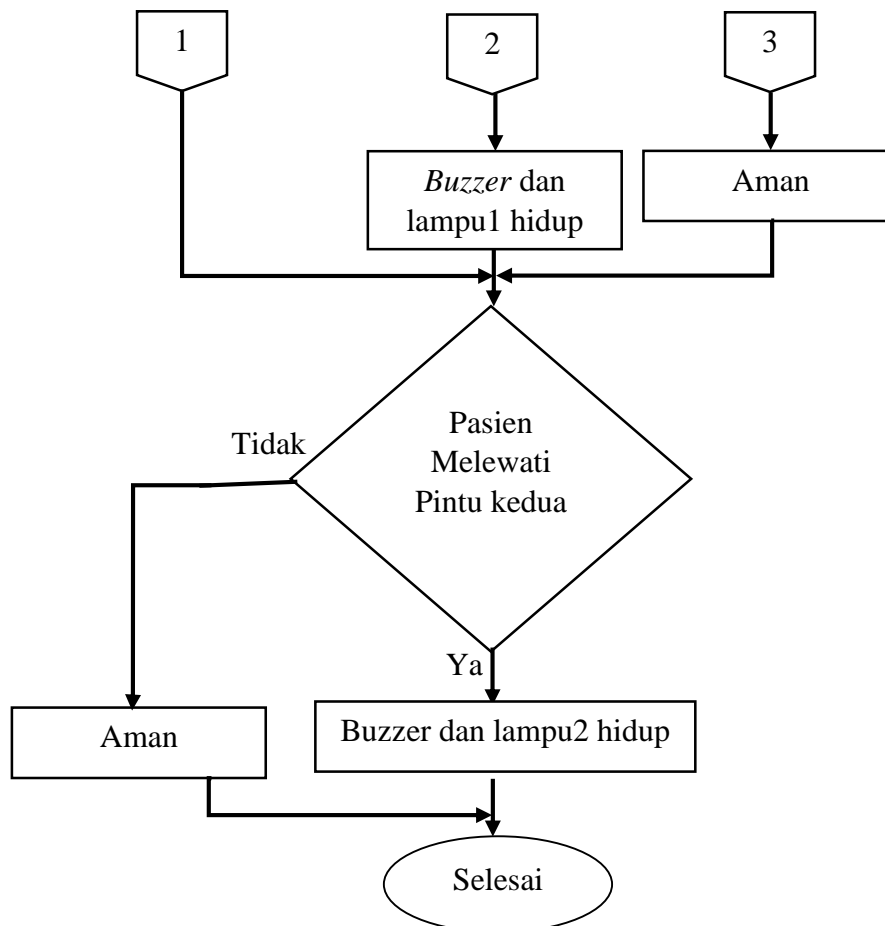 1
2
3
Buzzer dan
lampu1 hidup
Aman
Pasien
Melewati
Pintu kedua
Tidak
Ya
Aman
Buzzer dan lampu2 hidup
Selesai